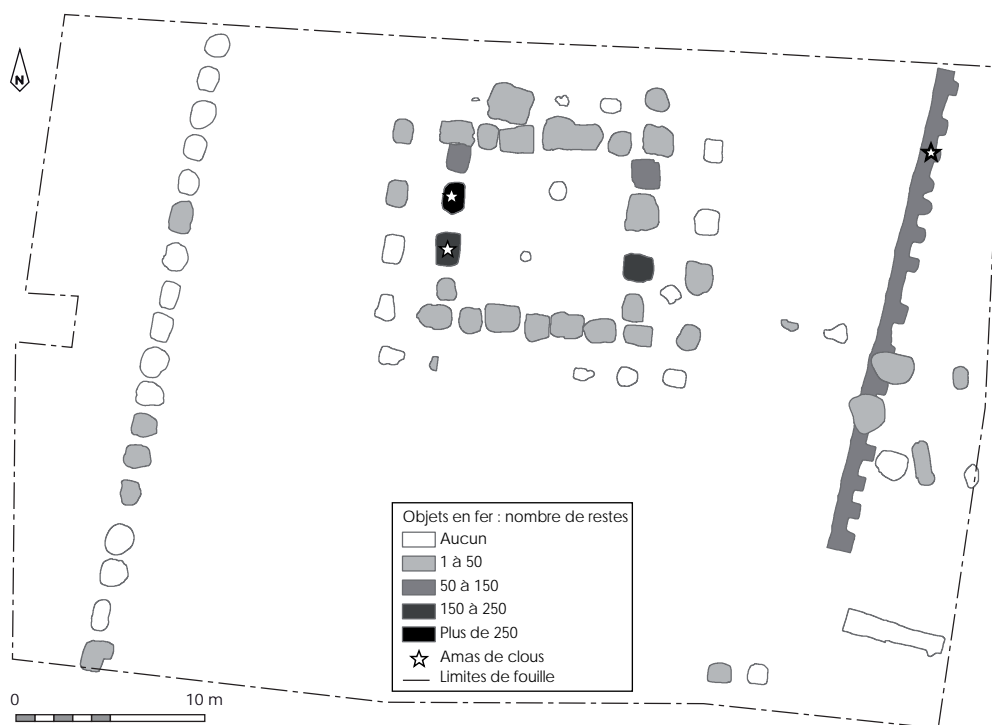 N
Objets en fer : nombre de restes
Aucun
1 à 50
50 à 150
150 à 250
Plus de 250
Amas de clous
Limites de fouille
0 10 m